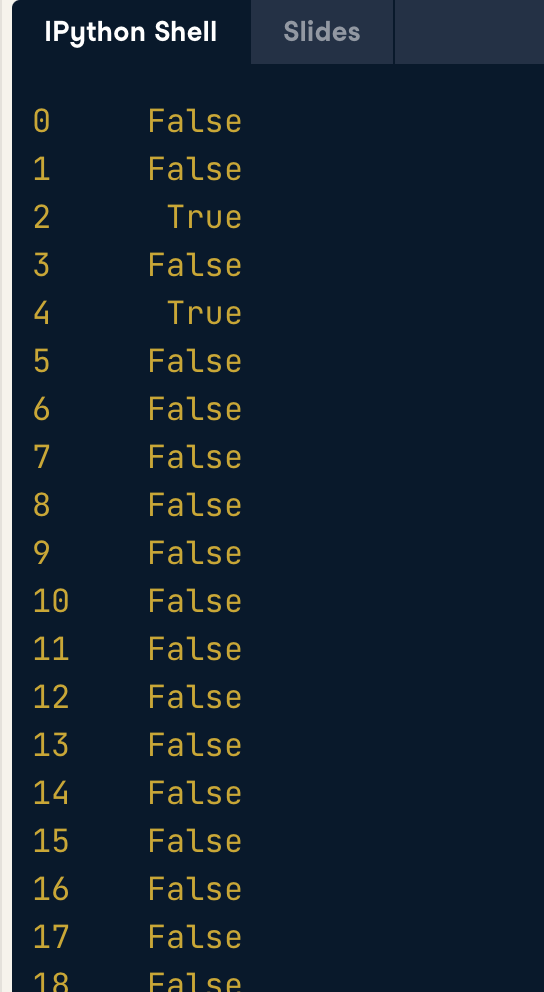 IPython Shell Slides
0 False
1 False
2 True
3 False
4 True
5 False
6 False
7 False
8 False
9 False
10 False
11 False
12 False
13 False
14 False
15 False
16 False
17 False
18 False